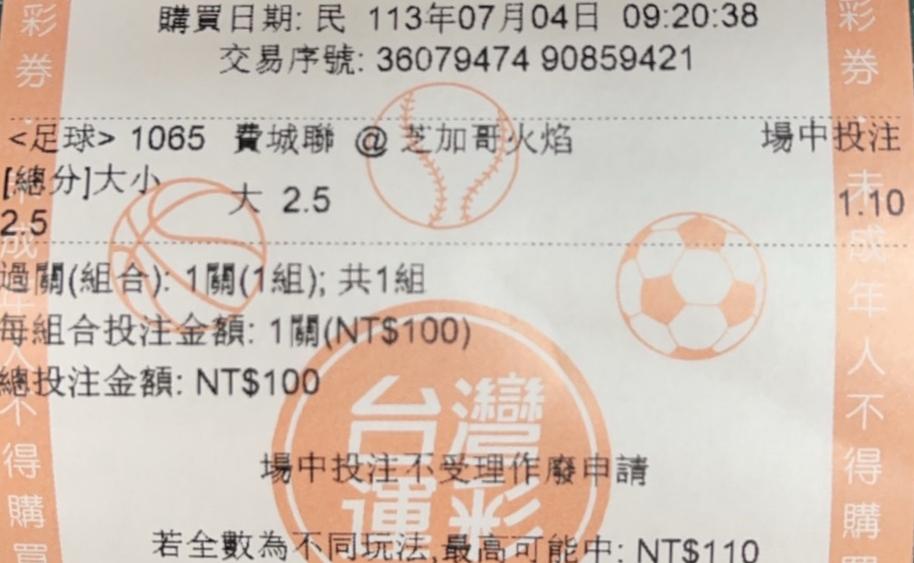 購買日期: 民 113年07月04日 09:20:38
交易序號: 36079474 90859421
<足球> 1065 費城聯 @ 芝加哥火焰 場中投注
[總分]大小
2.5 大 2.5 1.10
過關(組合): 1關(1組); 共1組
每組合投注金額: 1關(NT$100)
總投注金額: NT$100
台灣
運彩
場中投注不受理作廢申請
若全數為不同玩法,最高可能中: NT$110
彩券．未成年人不得購買
彩券．未成年人不得購買